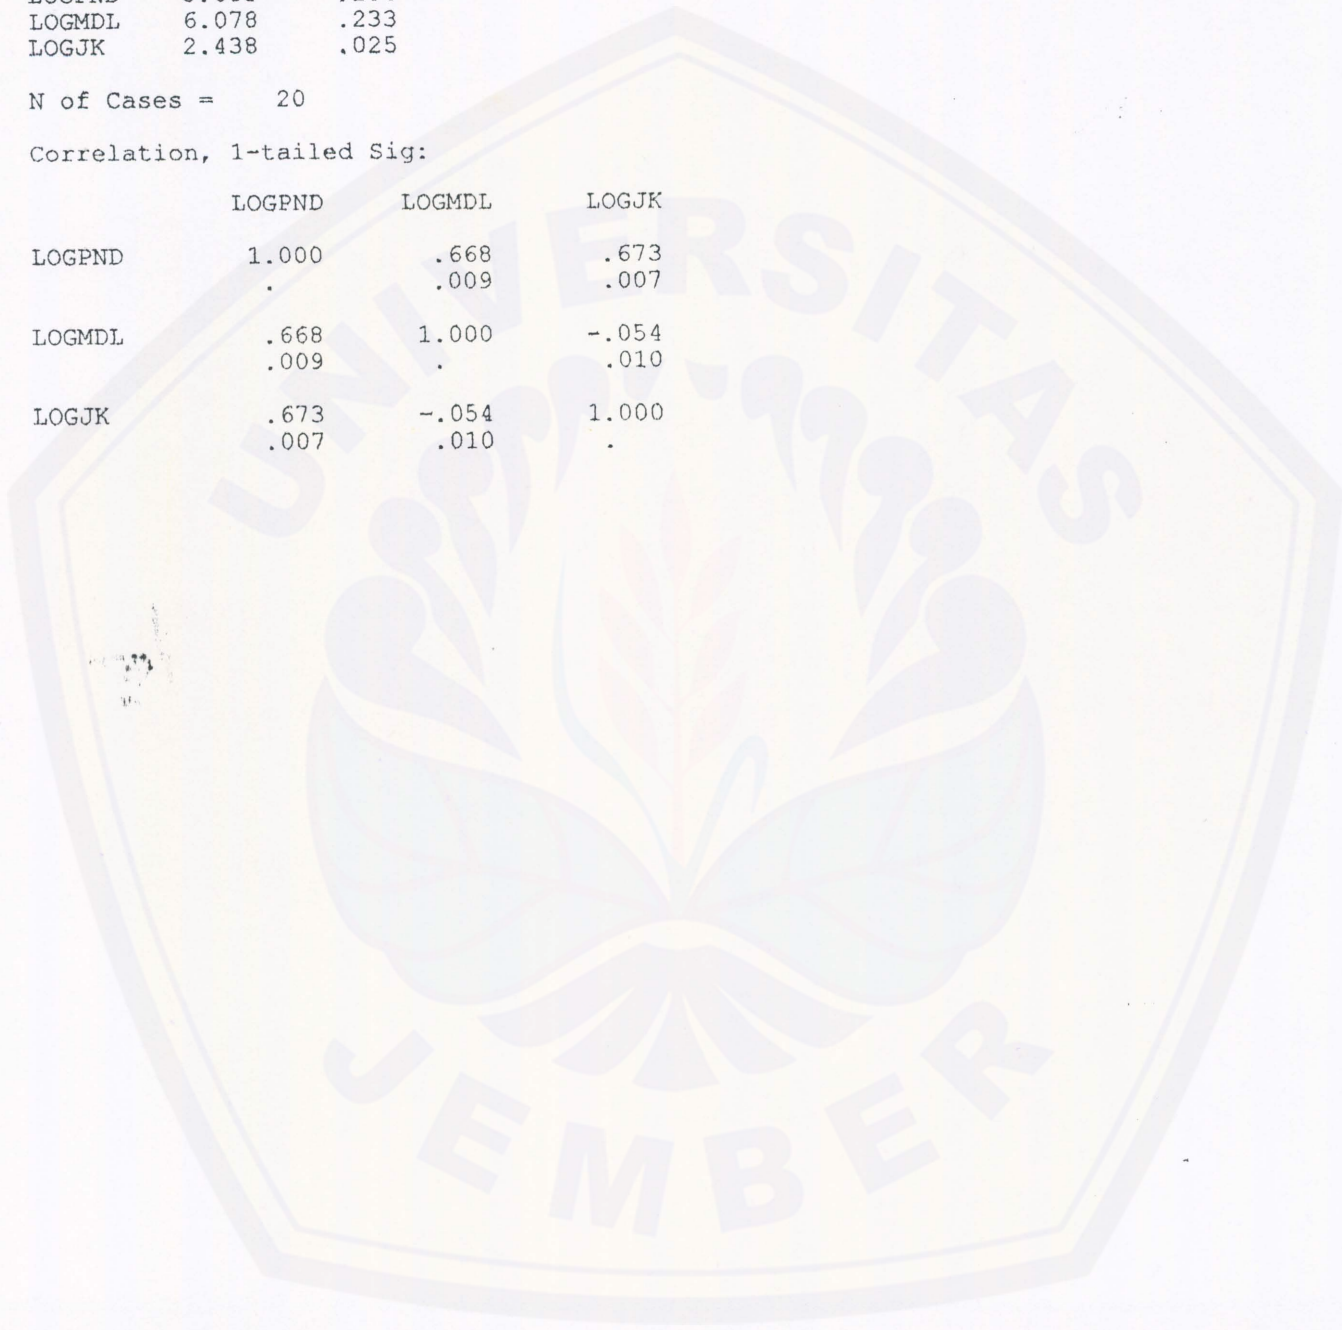 LOGMDL 6.078 .233
LOGJK 2.438 .025
N of Cases = 20
Correlation, 1-tailed Sig:
LOGPND LOGMDL LOGJK
LOGPND 1.000 .668 .673
. .009 .007
LOGMDL .668 1.000 -.054
.009 . .010
LOGJK .673 -.054 1.000
.007 .010 .
UNIVERSITAS
JEMBER